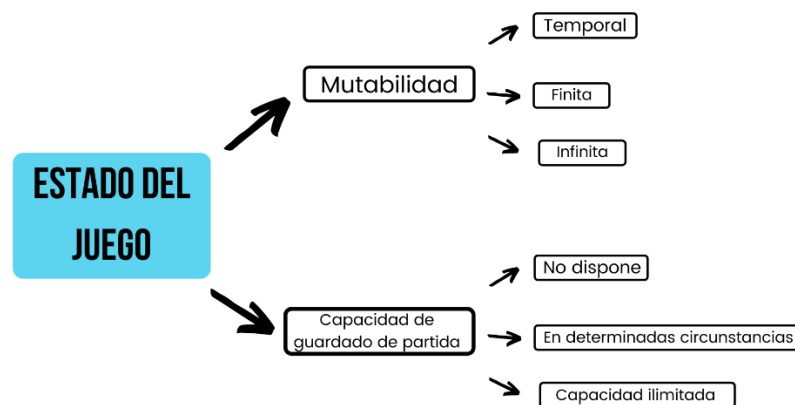 ESTADO DEL
JUEGO
Mutabilidad
Temporal
Finita
Infinita
Capacidad de
guardado de partida
No dispone
En determinadas circunstancias
Capacidad ilimitada